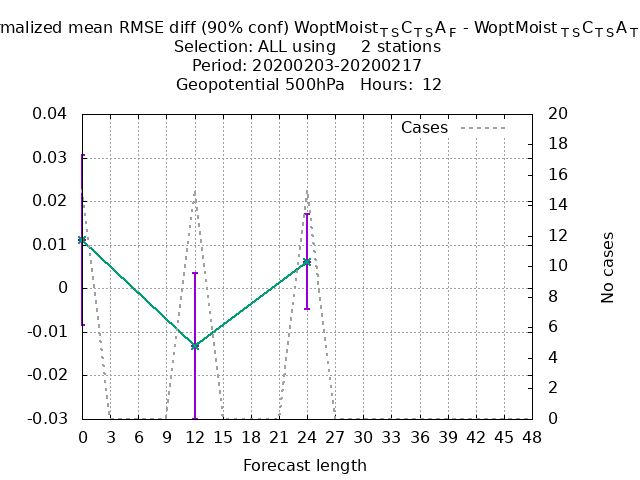 rmalized mean RMSE diff (90% conf) WoptMoist_TSC_TSA_F - WoptMoist_TSC_TSA_T
Selection: ALL using 2 stations
Period: 20200203-20200217
Geopotential 500hPa Hours: 12
Cases
0.04
0.03
0.02
0.01
0
-0.01
-0.02
-0.03
20
18
16
14
12
10
8
6
4
2
0
No cases
0 3 6 9 12 15 18 21 24 27 30 33 36 39 42 45 48
Forecast length